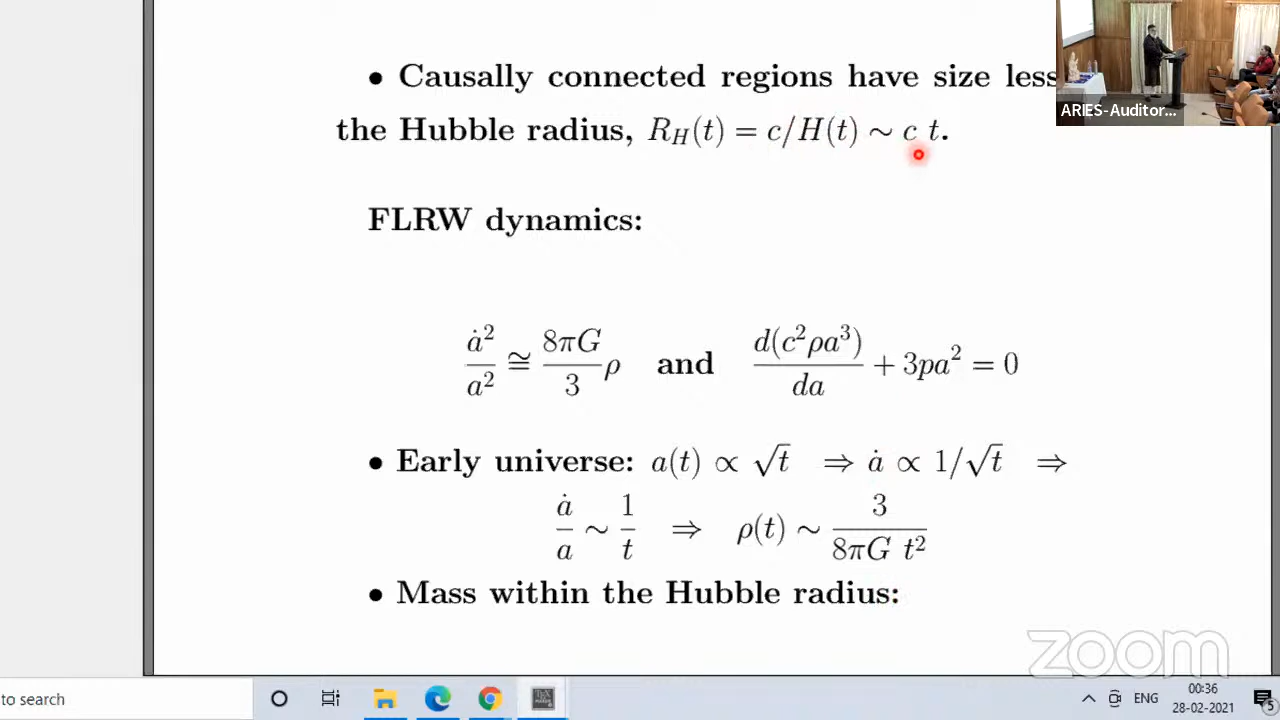 • Causally connected regions have size less
the Hubble radius, R_H(t) = c/H(t) ∼ c t.
ARIES-Auditor...
FLRW dynamics:
ȧ²/a² ≅ 8πG/3 ρ and d(c²ρa³)/da + 3pa² = 0
• Early universe: a(t) ∝ √t ⇒ ȧ ∝ 1/√t ⇒
ȧ/a ∼ 1/t ⇒ ρ(t) ∼ 3/(8πG t²)
• Mass within the Hubble radius:
zoom
to search
ENG
00:36
28-02-2021
5